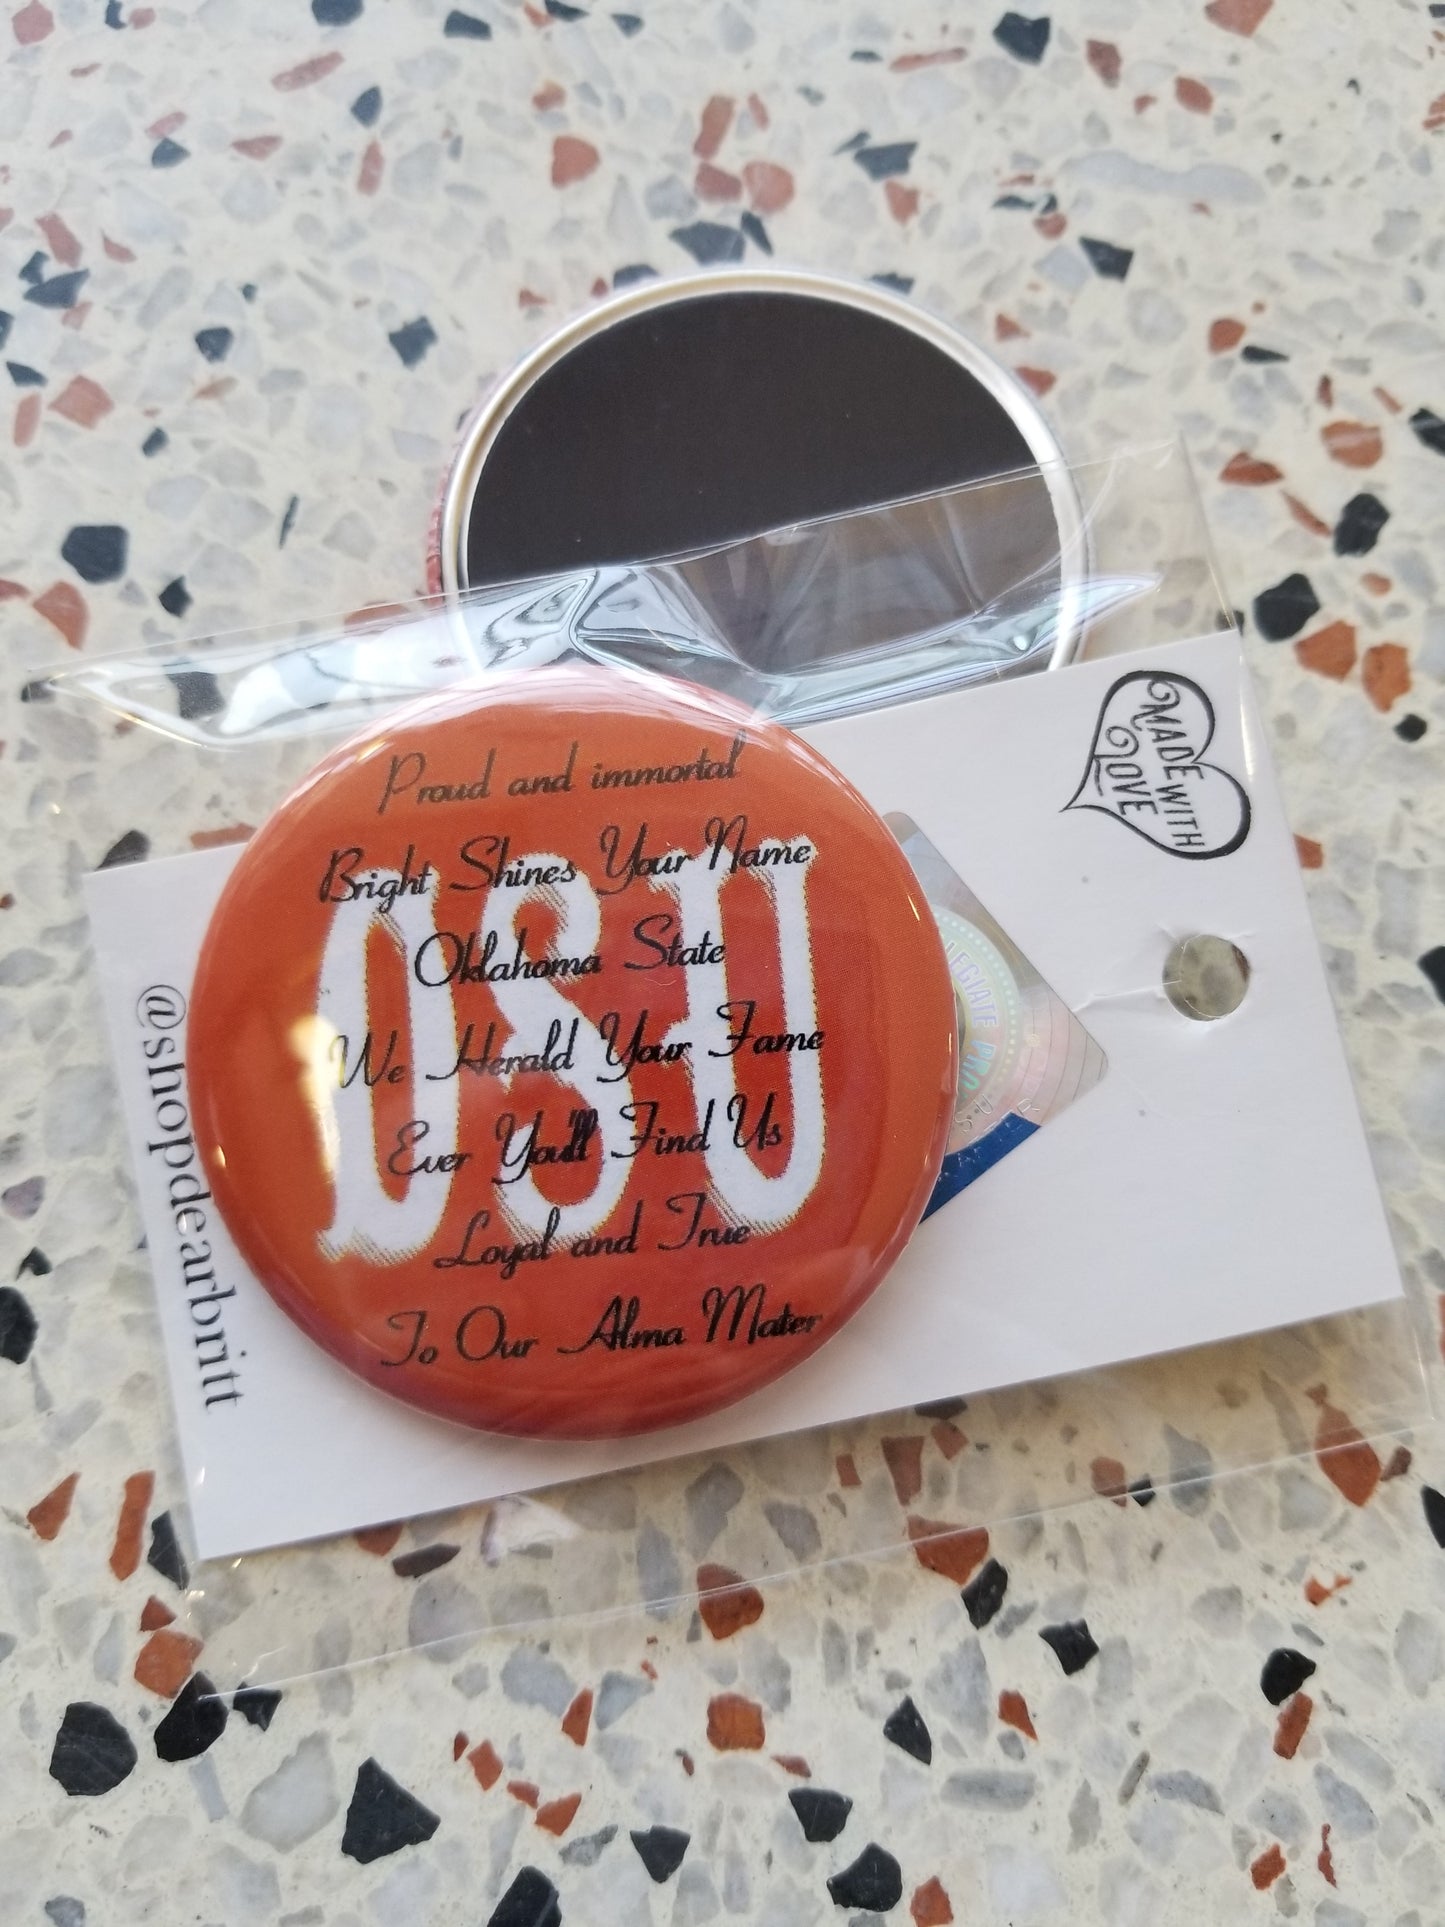 Proud and immortal
Bright Shines Your Name
Oklahoma State
We Herald Your Fame
Ever You'll Find Us
Loyal and True
To Our Alma Mater
OSU
@shopdearbritt
MADE WITH
LOVE